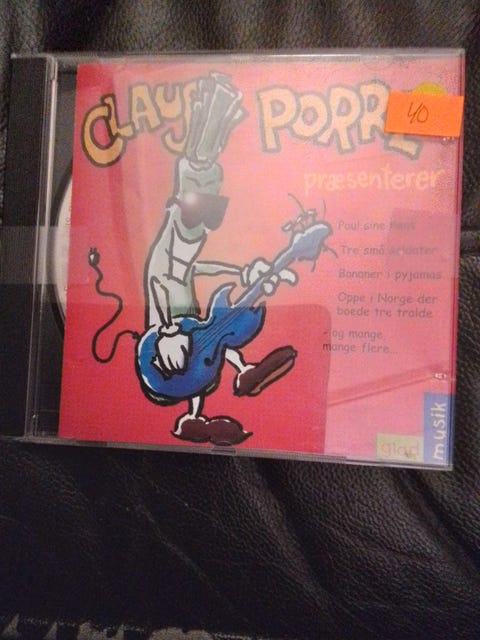 CLAUS PORRE
40
præsenterer
Poul sine høns
Tre små soldater
Bananer i pyjamas
Oppe i Norge der
boede tre trolde
- og mange,
mange flere...
glad
musik